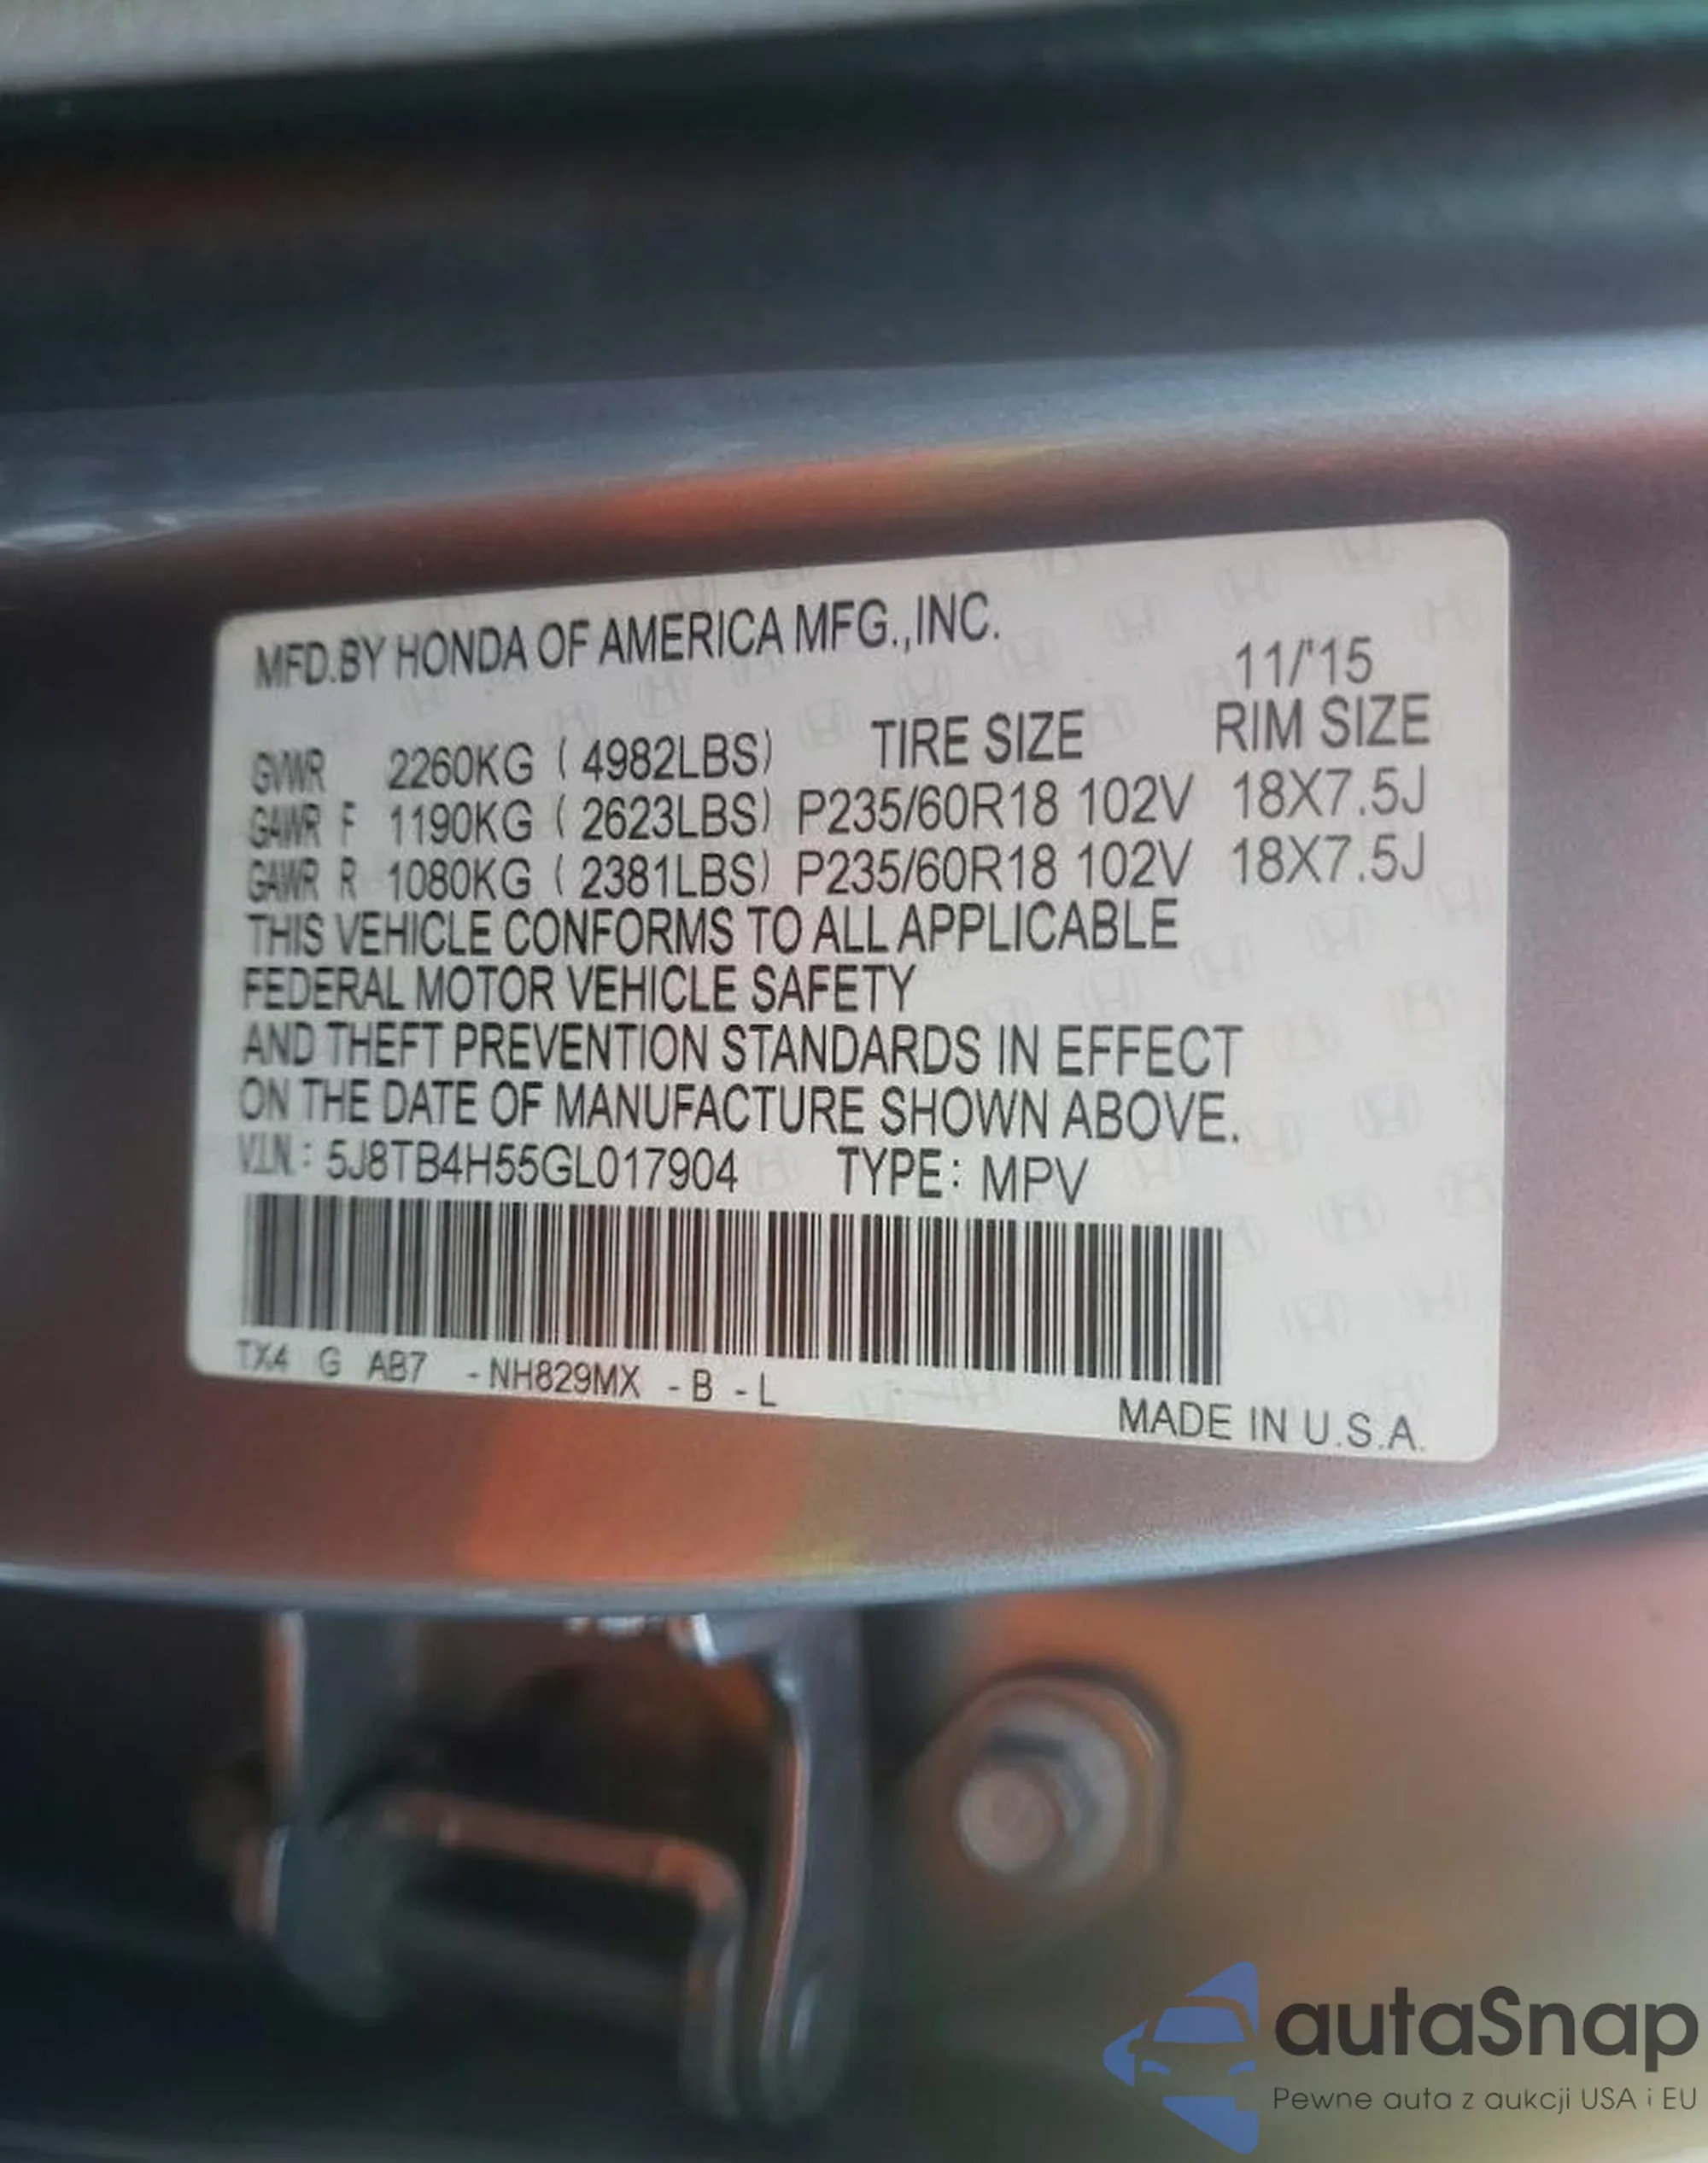 MFD.BY HONDA OF AMERICA MFG.,INC.
11/'15
GVWR 2260KG ( 4982LBS) TIRE SIZE RIM SIZE
GAWR F 1190KG ( 2623LBS) P235/60R18 102V 18X7.5J
GAWR R 1080KG ( 2381LBS) P235/60R18 102V 18X7.5J
THIS VEHICLE CONFORMS TO ALL APPLICABLE
FEDERAL MOTOR VEHICLE SAFETY
AND THEFT PREVENTION STANDARDS IN EFFECT
ON THE DATE OF MANUFACTURE SHOWN ABOVE.
V.I.N.: 5J8TB4H55GL017904 TYPE: MPV
TX4 G AB7 -NH829MX -B -L
MADE IN U.S.A.
autaSnap
Pewne auta z aukcji USA i EU